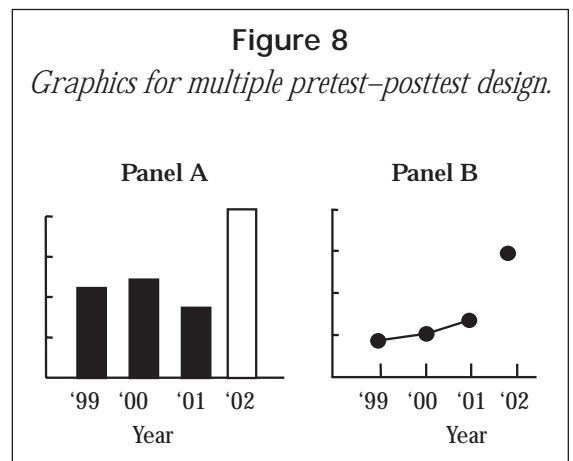 Figure 8
Graphics for multiple pretest–posttest design.
Panel A
Panel B
‘99 ‘00 ‘01 ‘02
Year
‘99 ‘00 ‘01 ‘02
Year